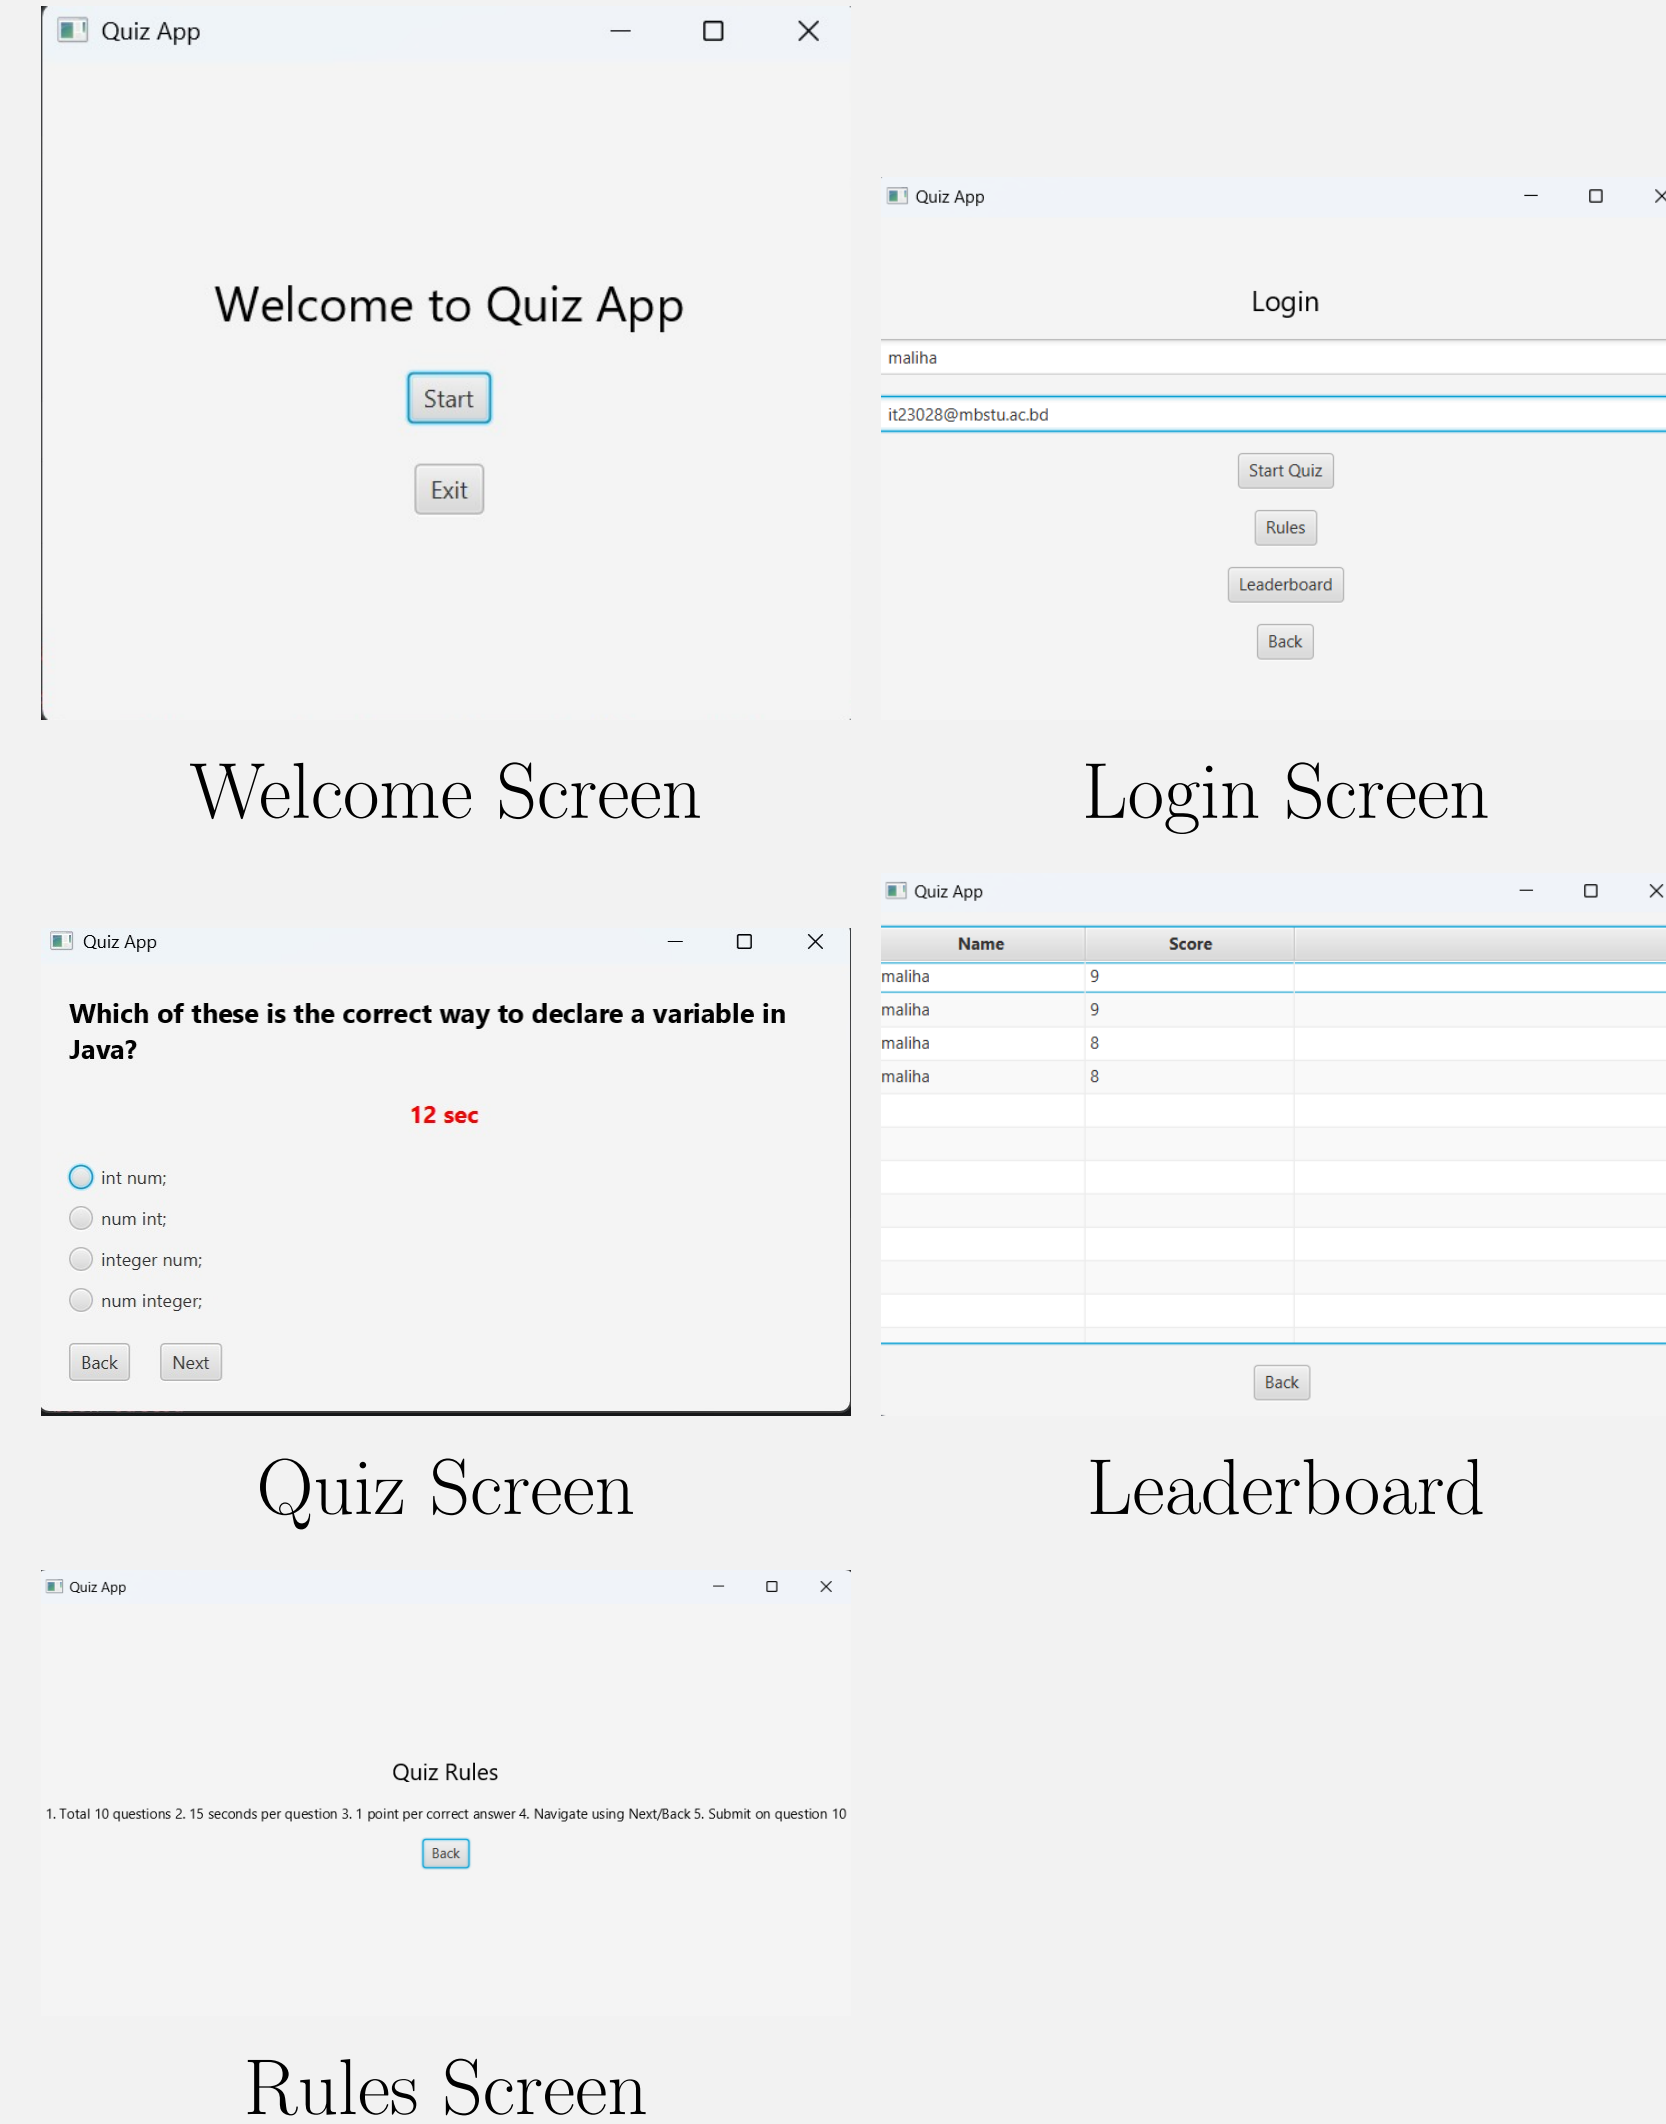 Quiz App
Welcome to Quiz App
Start
Exit
Welcome Screen
Quiz App
Login
maliha
it23028@mbstu.ac.bd
Start Quiz
Rules
Leaderboard
Back
Login Screen
Quiz App
Which of these is the correct way to declare a variable in
Java?
12 sec
int num;
num int;
integer num;
num integer;
Back Next
Quiz Screen
Quiz App
Name Score
maliha 9
maliha 9
maliha 8
maliha 8
Back
Leaderboard
Quiz App
Quiz Rules
1. Total 10 questions 2. 15 seconds per question 3. 1 point per correct answer 4. Navigate using Next/Back 5. Submit on question 10
Back
Rules Screen